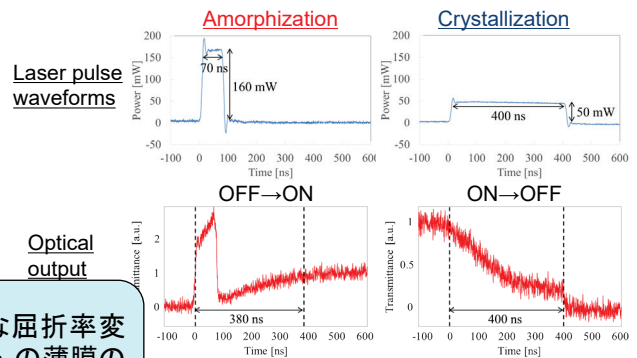 Amorphization
Crystallization
Laser pulse
waveforms
Power [mW]
200
150
100
50
0
-50
70 ns
160 mW
-100 0 100 200 300 400 500 600
Time [ns]
Power [mW]
200
150
100
50
0
-50
400 ns
50 mW
-100 0 100 200 300 400 500 600
Time [ns]
OFF→ON
ON→OFF
Optical
output
2
1
0
380 ns
-100 0 100 200 300 400 500 600
Time [ns]
Transmittance [a.u.]
1
0.5
0
400 ns
-100 0 100 200 300 400 500 600
Time [ns]
な屈折率変
の薄膜の